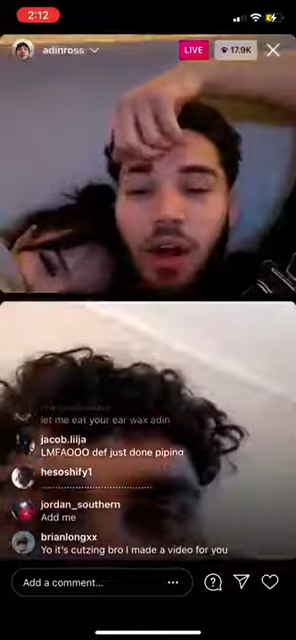 2:12
adinross
LIVE
17.9K
let me eat your ear wax adin
jacob.lilja
LMFAOOO def just done piping
hesoshify1
......................................
jordan_southern
Add me
brianlongxx
Yo it's cutzing bro I made a video for you
Add a comment...